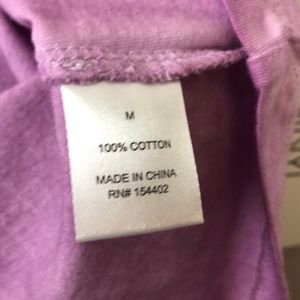 M
100% COTTON
MADE IN CHINA
RN# 154402